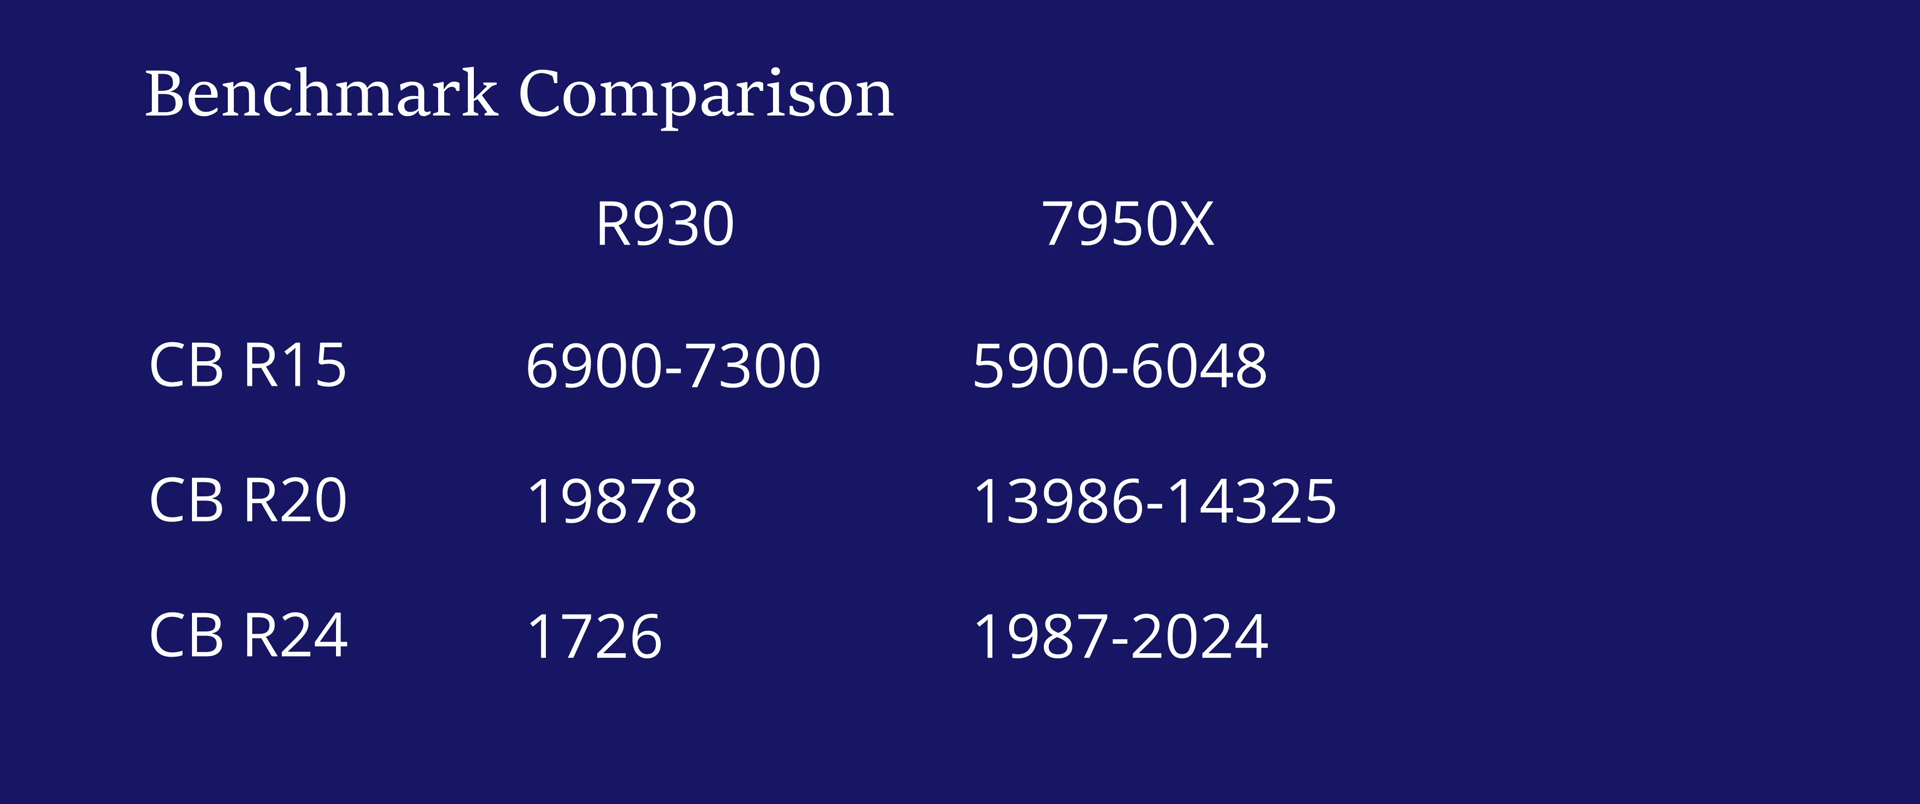 Benchmark Comparison
R930 7950X
CB R15 6900-7300 5900-6048
CB R20 19878 13986-14325
CB R24 1726 1987-2024